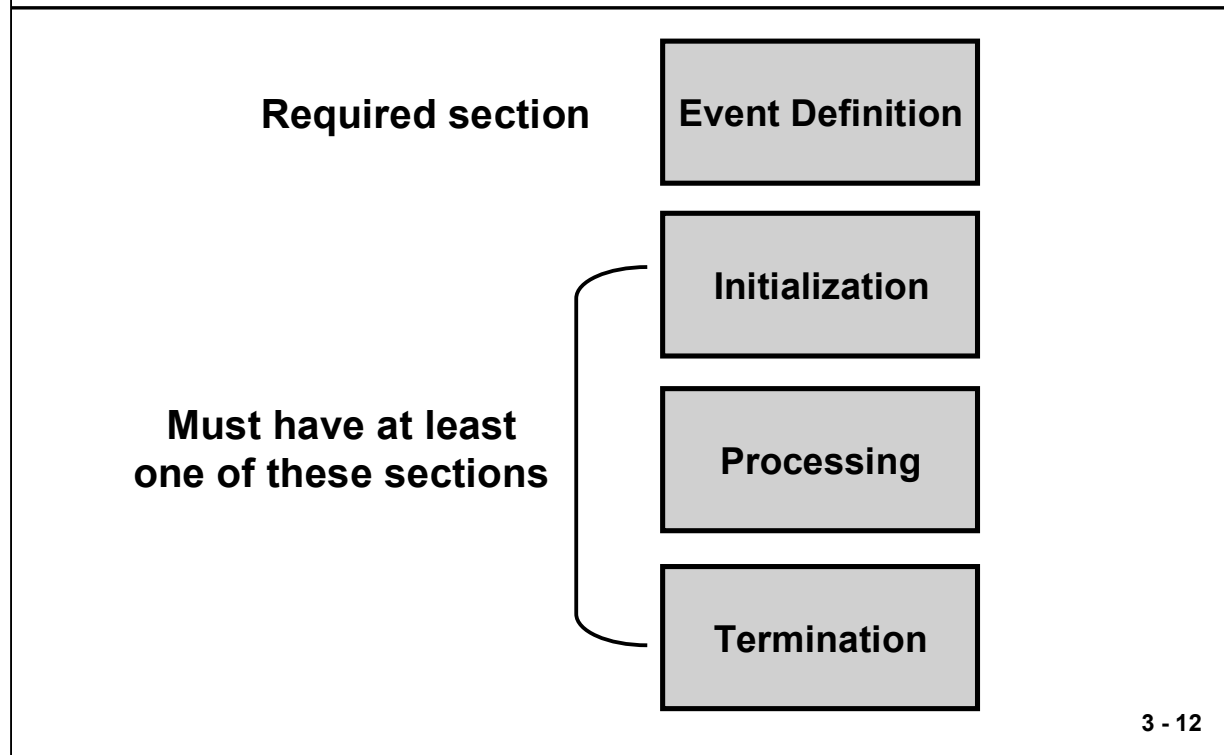 Required section
Event Definition
Initialization
Must have at least
one of these sections
Processing
Termination
3 - 12